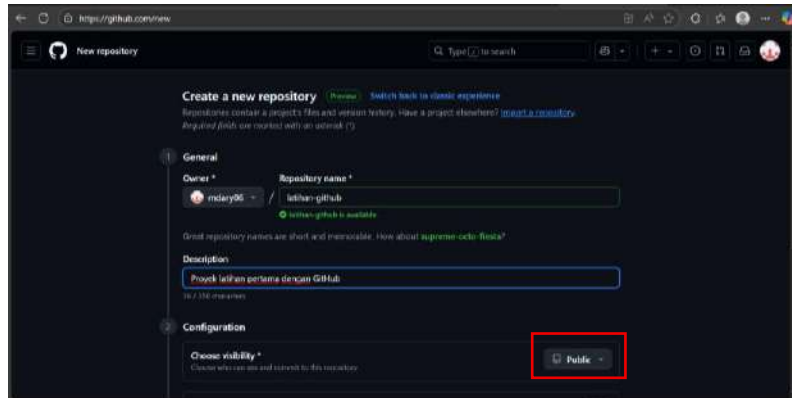 https://github.com/new
New repository
Type / to search
Create a new repository Preview Switch back to classic experience
Repositories contain a project's files and version history. Have a project elsewhere? Import a repository.
Required fields are marked with an asterisk (*).
1 General
Owner * Repository name *
mdary06 / latihan-github
latihan-github is available
Great repository names are short and memorable. How about supreme-octo-fiesta?
Description
Proyek latihan pertama dengan GitHub
/ 350 characters
2 Configuration
Choose visibility * Public
Choose who can see and commit to this repository